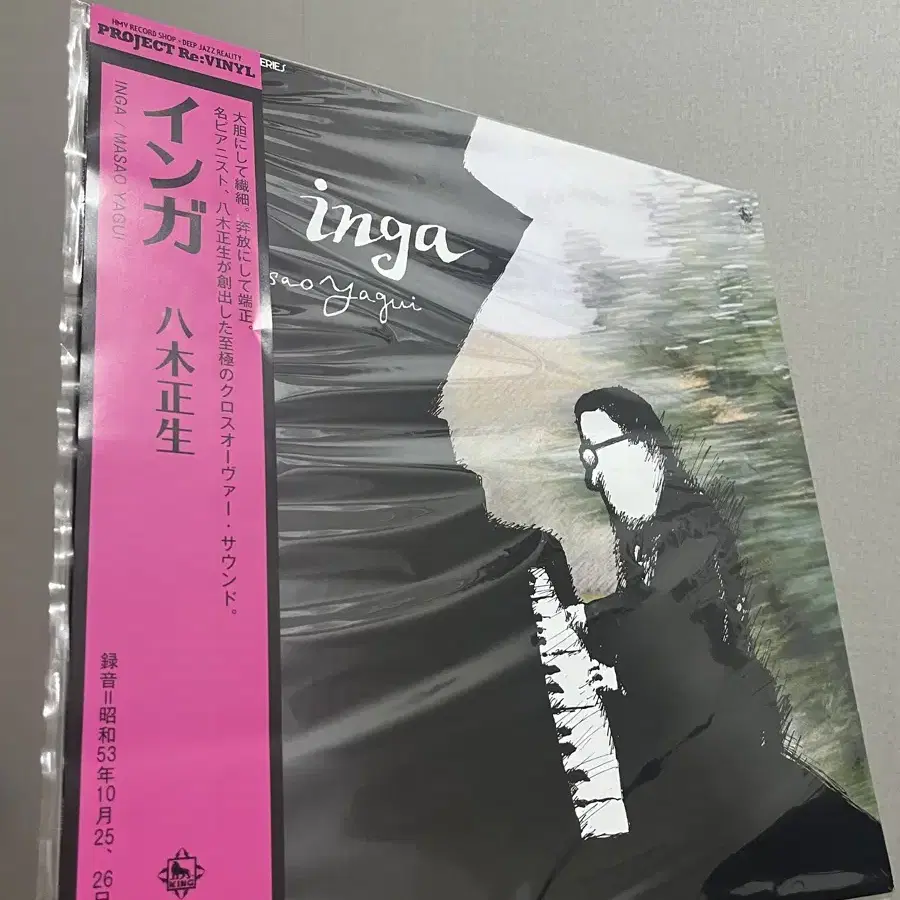 HMV RECORD SHOP × DEEP JAZZ REALITY
PROJECT Re:VINYL
インガ 八木正生
INGA / MASAO YAGUI
大胆にして繊細。奔放にして端正。
名ピアニスト、八木正生が創出した至極のクロスオーヴァー・サウンド。
録音=昭和53年10月25、26日
KING
ERIES
inga
sao Yagui